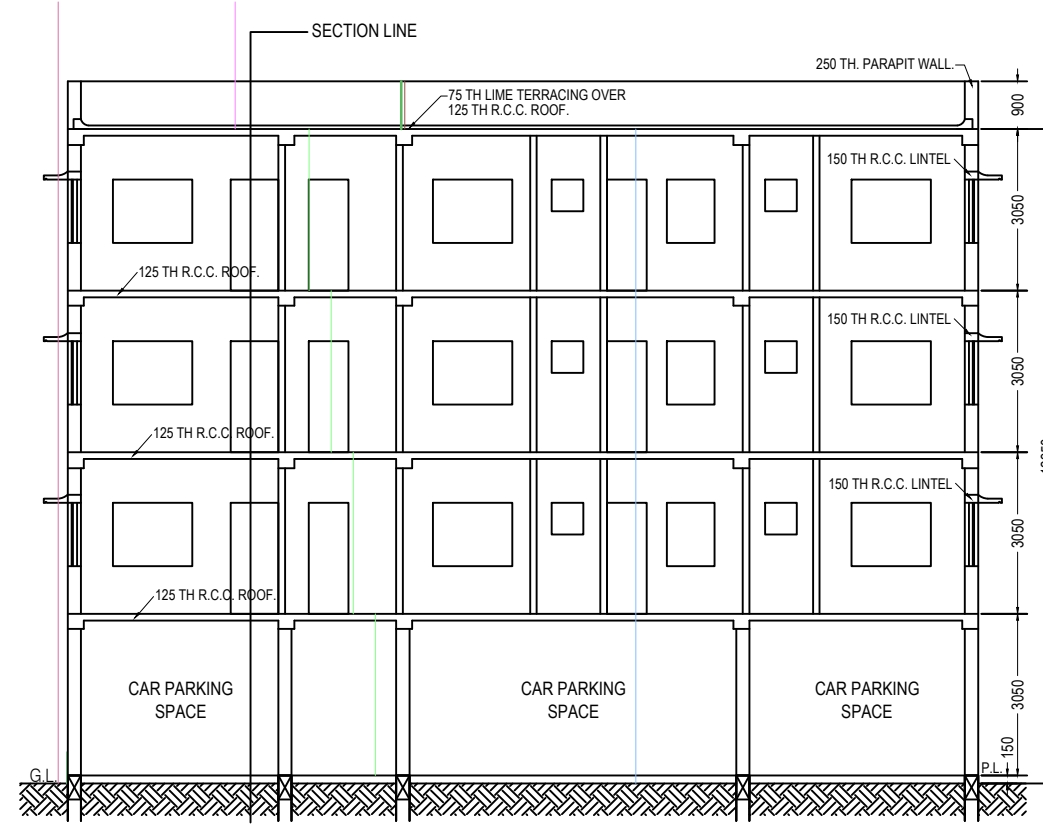 SECTION LINE
250 TH. PARAPIT WALL.
75 TH LIME TERRACING OVER
125 TH R.C.C. ROOF.
900
150 TH R.C.C. LINTEL
3050
125 TH R.C.C. ROOF.
150 TH R.C.C. LINTEL
3050
125 TH R.C.C. ROOF.
150 TH R.C.C. LINTEL
3050
125 TH R.C.C. ROOF.
CAR PARKING
SPACE
CAR PARKING
SPACE
CAR PARKING
SPACE
3050
150
G.L.
P.L.